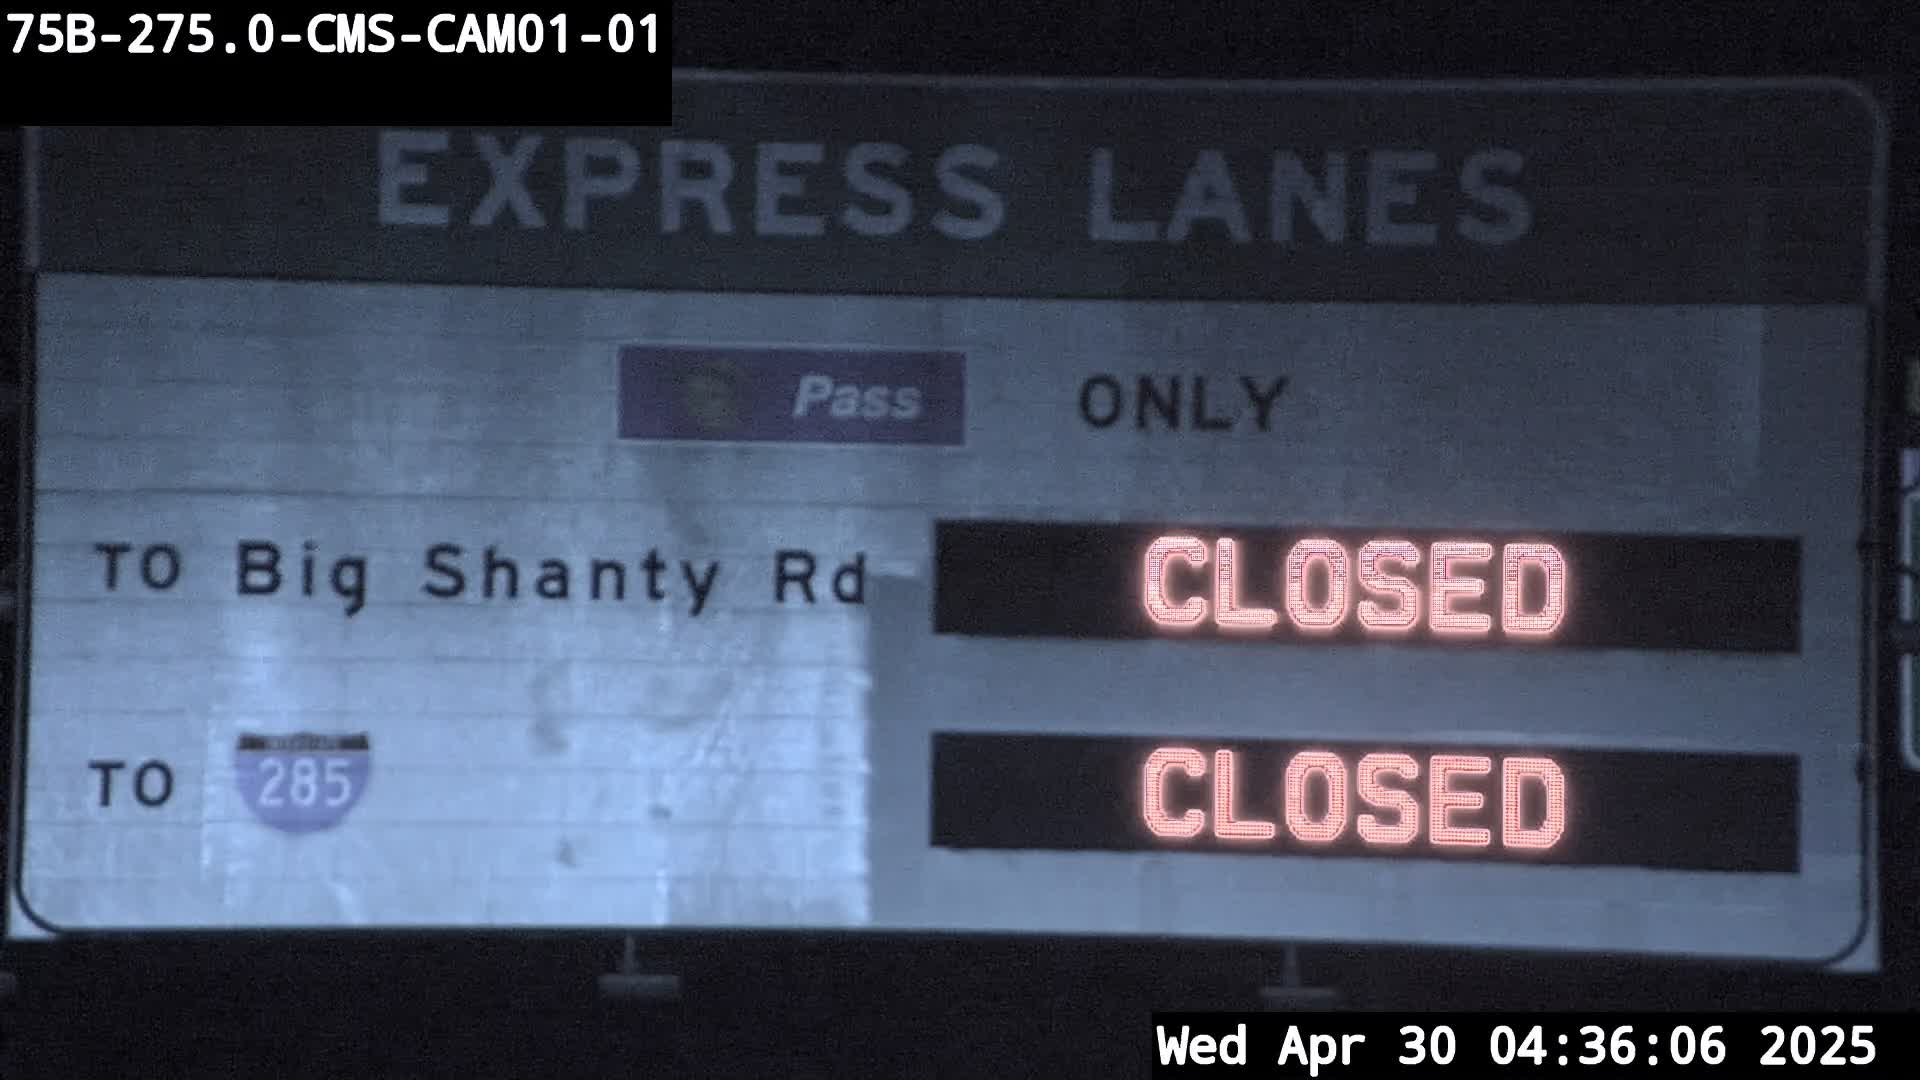 75B-275.0-CMS-CAM01-01
EXPRESS LANES
Pass ONLY
TO Big Shanty Rd CLOSED
TO 285 CLOSED
Wed Apr 30 04:36:06 2025